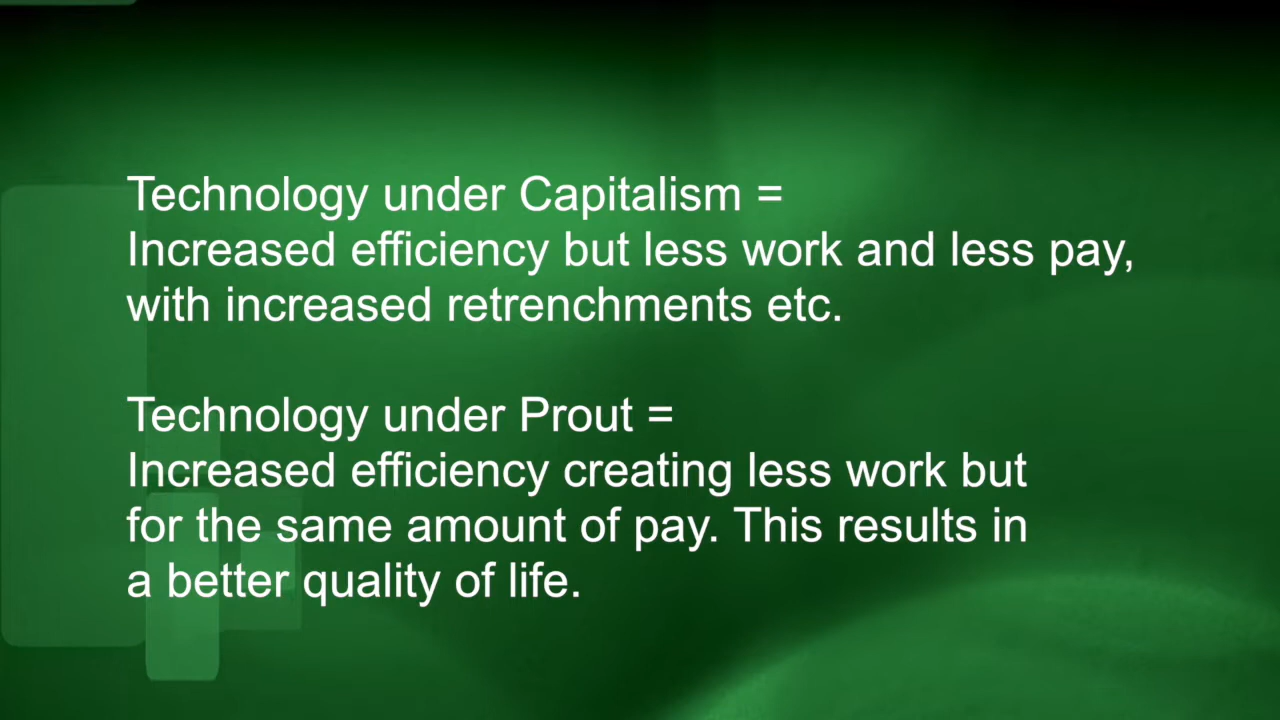 Technology under Capitalism =
Increased efficiency but less work and less pay,
with increased retrenchments etc.
Technology under Prout =
Increased efficiency creating less work but
for the same amount of pay. This results in
a better quality of life.